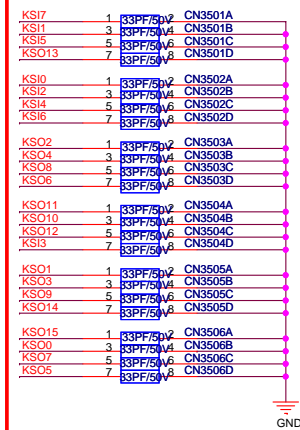 KSI7 1 33PF/50V 2 CN3501A
KSI1 3 33PF/50V 4 CN3501B
KSI5 5 33PF/50V 6 CN3501C
KSO13 7 33PF/50V 8 CN3501D
KSI0 1 33PF/50V 2 CN3502A
KSI2 3 33PF/50V 4 CN3502B
KSI4 5 33PF/50V 6 CN3502C
KSI6 7 33PF/50V 8 CN3502D
KSO2 1 33PF/50V 2 CN3503A
KSO4 3 33PF/50V 4 CN3503B
KSO8 5 33PF/50V 6 CN3503C
KSO6 7 33PF/50V 8 CN3503D
KSO11 1 33PF/50V 2 CN3504A
KSO10 3 33PF/50V 4 CN3504B
KSO12 5 33PF/50V 6 CN3504C
KSI3 7 33PF/50V 8 CN3504D
KSO1 1 33PF/50V 2 CN3505A
KSO3 3 33PF/50V 4 CN3505B
KSO9 5 33PF/50V 6 CN3505C
KSO14 7 33PF/50V 8 CN3505D
KSO15 1 33PF/50V 2 CN3506A
KSO0 3 33PF/50V 4 CN3506B
KSO7 5 33PF/50V 6 CN3506C
KSO5 7 33PF/50V 8 CN3506D
GND